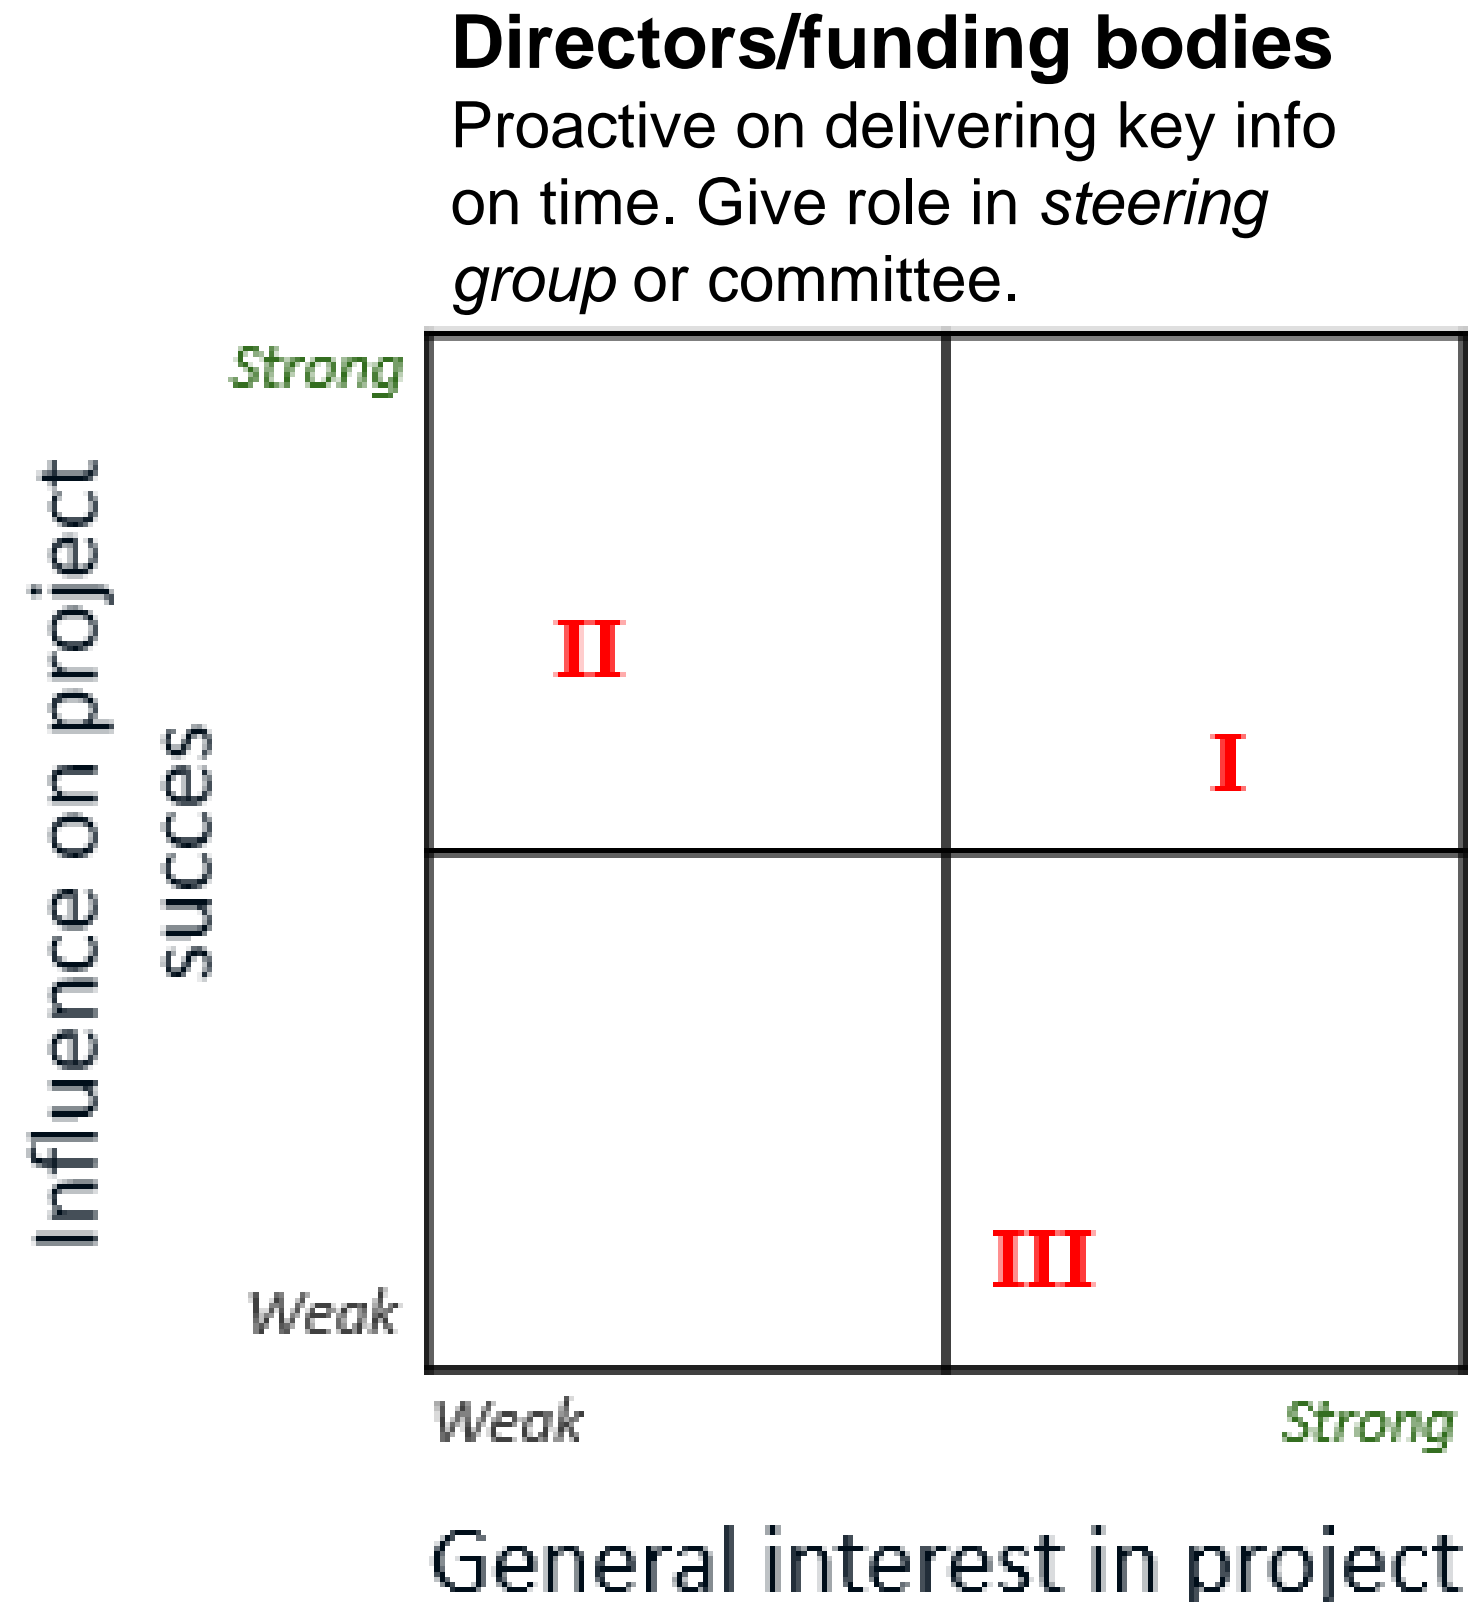 Directors/funding bodies
Proactive on delivering key info
on time. Give role in steering
group or committee.
Strong
Influence on project
success
II
I
III
Weak
Weak
Strong
General interest in project